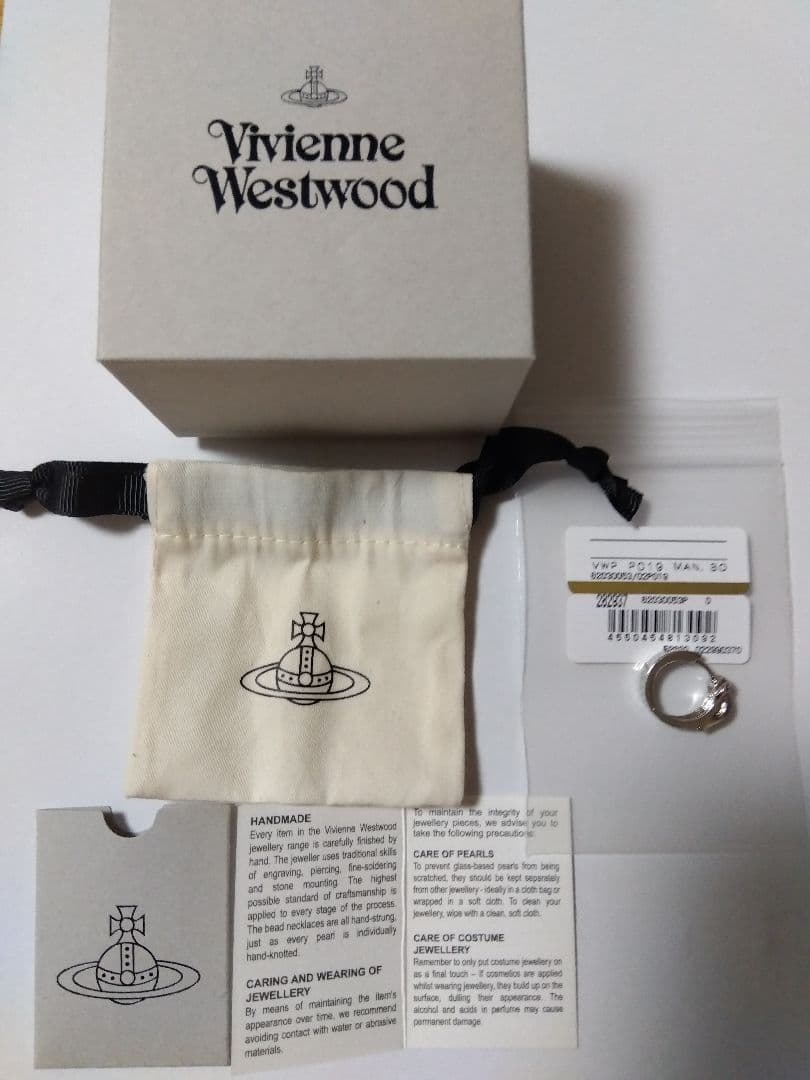 Vivienne
Westwood
VWP PO19 MAN, SO
62030053/02P019
282837 62030053P 0
HANDMADE
Every item in the Vivienne Westwood
jewellery range is carefully finished by
hand. The jeweller uses traditional skills
of engraving, piercing, fine-soldering
and stone mounting. The highest
possible standard of craftsmanship is
applied to every stage of the process.
The bead necklaces are all hand-strung,
just as every pearl is individually
hand-knotted.
CARING AND WEARING OF
JEWELLERY
By means of maintaining the item's
appearance over time, we recommend
avoiding contact with water or abrasive
materials.
To maintain the integrity of your
jewellery pieces, we advise you to
take the following precautions:
CARE OF PEARLS
To prevent glass-based pearls from being
scratched, they should be kept separately
from other jewellery - ideally in a cloth bag or
wrapped in a soft cloth. To clean your
jewellery, wipe with a clean, soft cloth.
CARE OF COSTUME
JEWELLERY
Remember to only put costume jewellery on
as a final touch – if cosmetics are applied
whilst wearing jewellery, they build up on the
surface, dulling their appearance. The
alcohol and acids in perfume may cause
permanent damage.